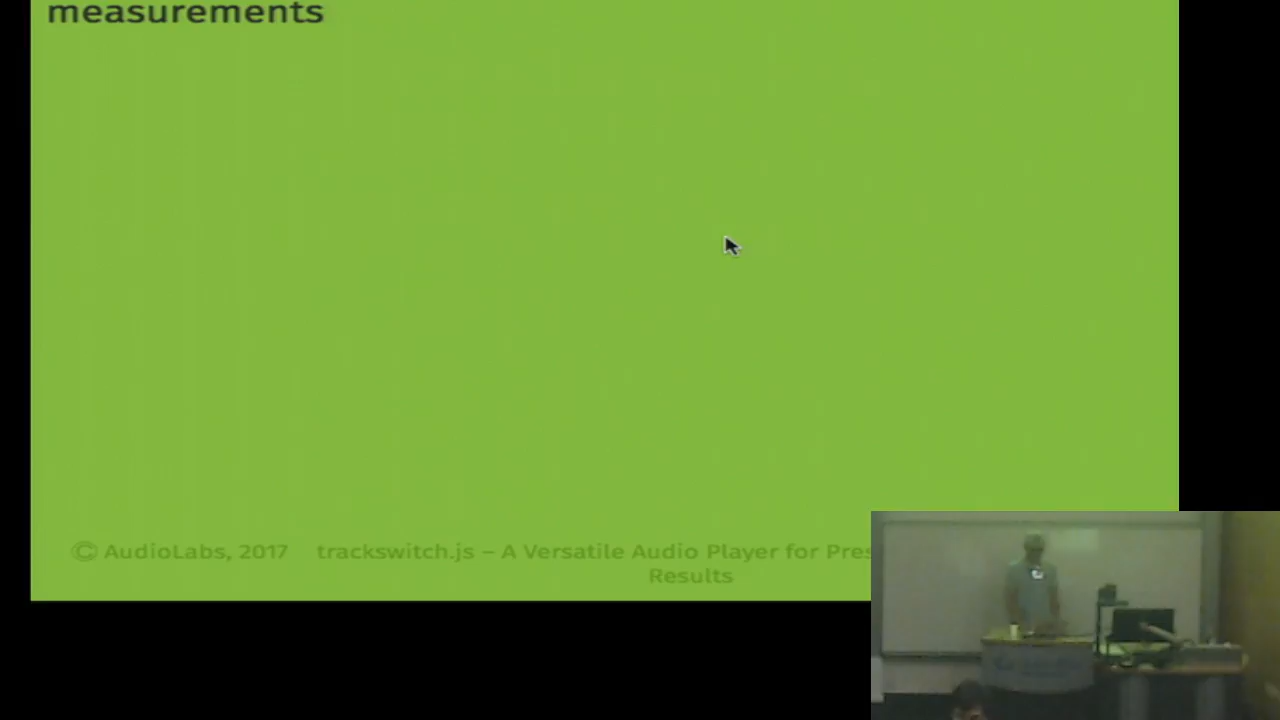 measurements
© AudioLabs, 2017 trackswitch.js – A Versatile Audio Player for Pres
Results